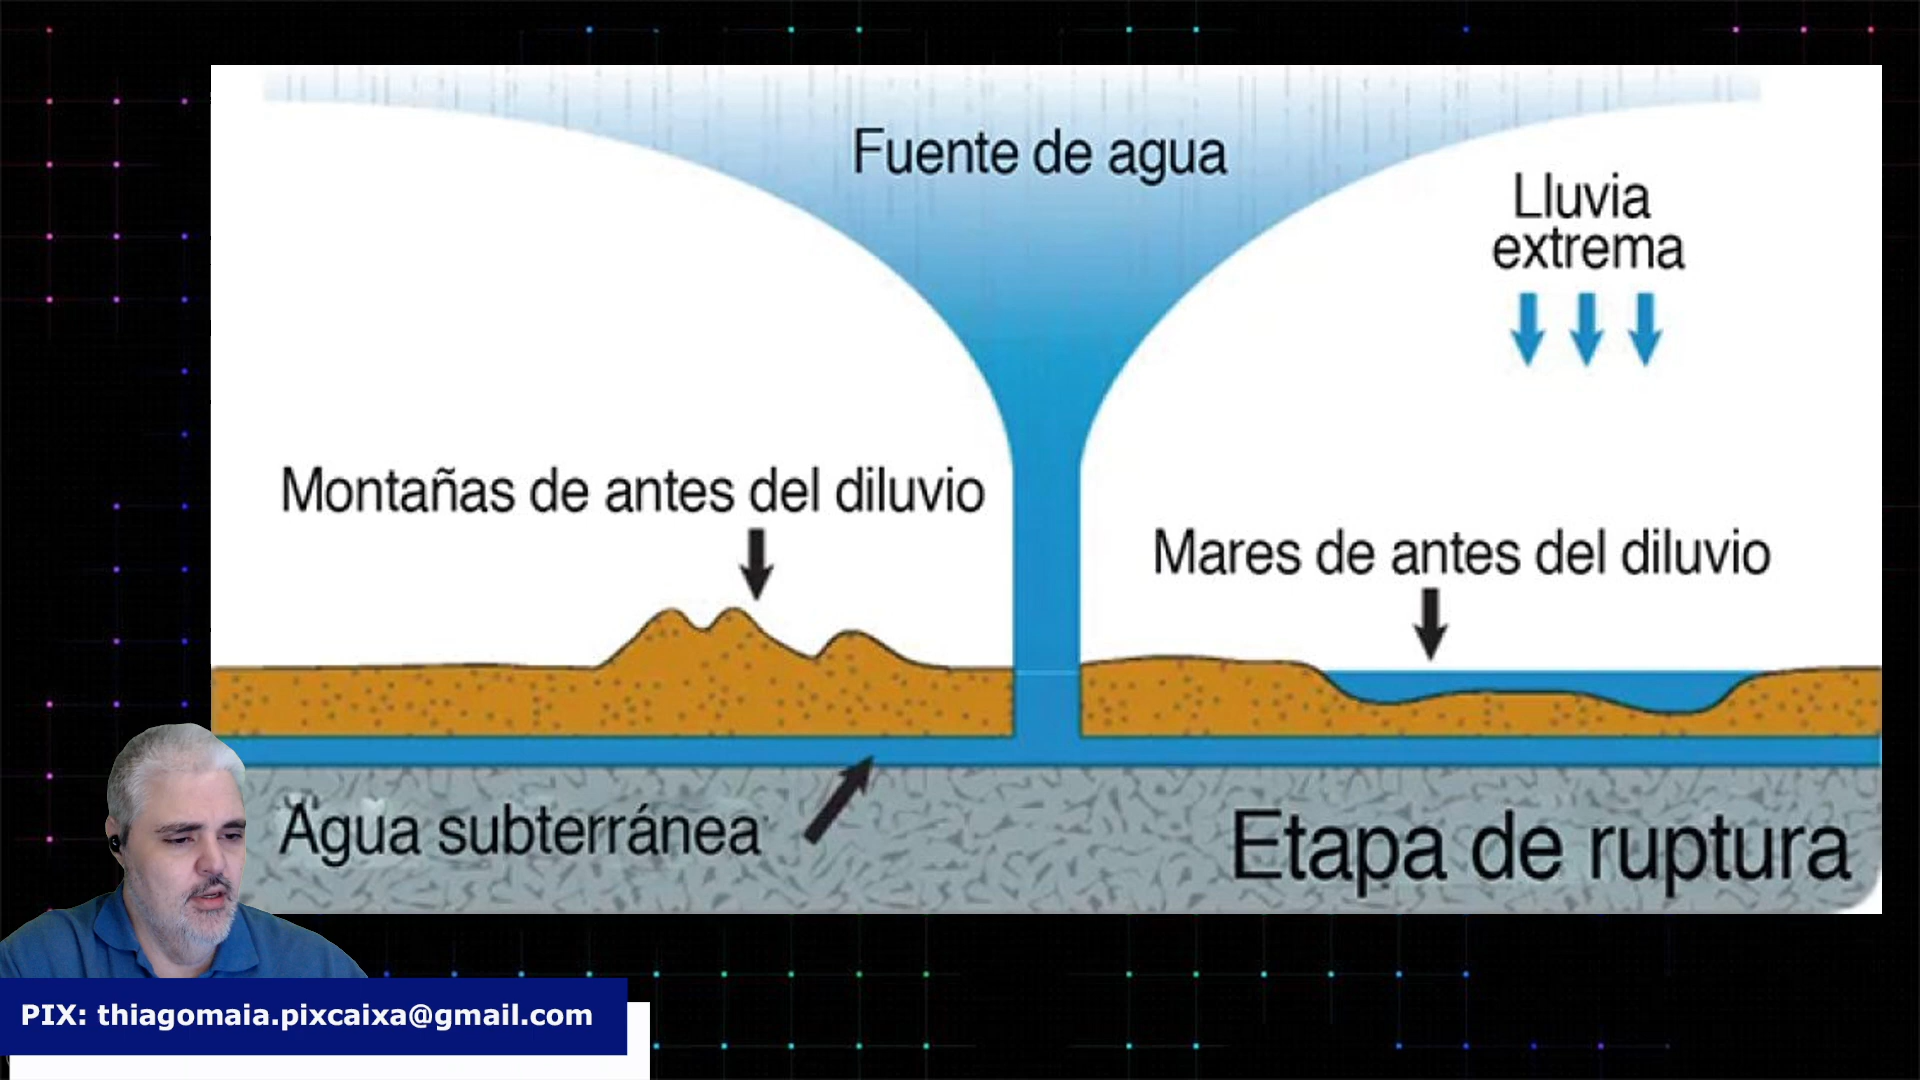 Fuente de agua
Lluvia
extrema
Montañas de antes del diluvio
Mares de antes del diluvio
Agua subterránea
Etapa de ruptura
PIX: thiagomaia.pixcaixa@gmail.com